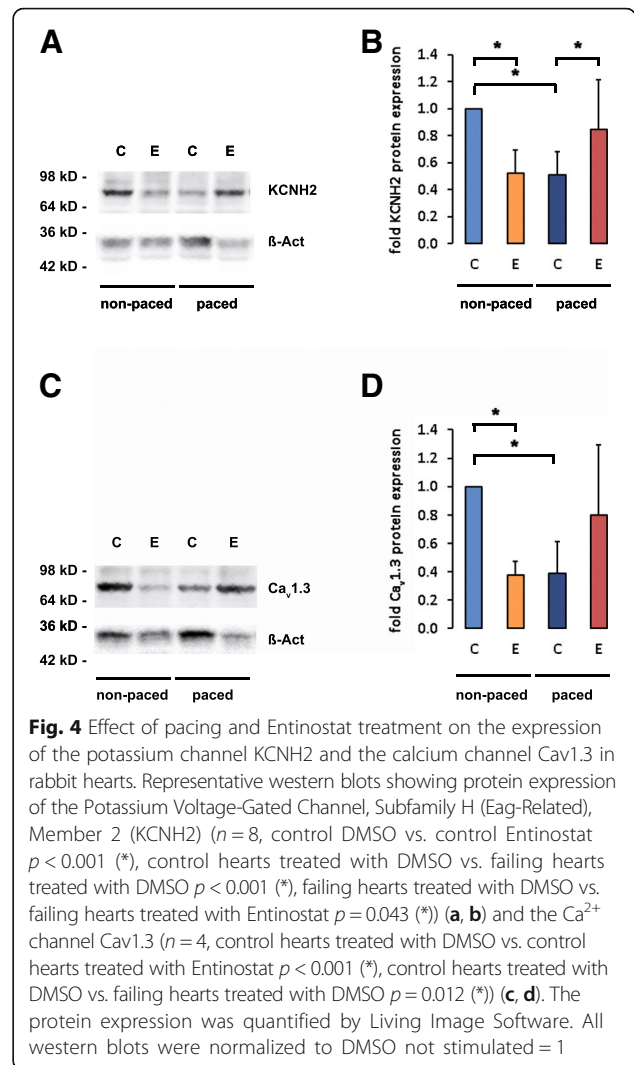 A
C E C E
98 kD -
64 kD -
KCNH2
36 kD -
42 kD -
ß-Act
non-paced paced
B
fold KCNH2 protein expression
1.4
1.2
1.0
0.8
0.6
0.4
0.2
0.0
* * *
C E C E
non-paced paced
C
C E C E
98 kD -
64 kD -
Cav1.3
36 kD -
42 kD -
ß-Act
non-paced paced
D
fold Cav1.3 protein expression
1.4
1.2
1.0
0.8
0.6
0.4
0.2
0.0
*
*
C E C E
non-paced paced
Fig. 4 Effect of pacing and Entinostat treatment on the expression
of the potassium channel KCNH2 and the calcium channel Cav1.3 in
rabbit hearts. Representative western blots showing protein expression
of the Potassium Voltage-Gated Channel, Subfamily H (Eag-Related),
Member 2 (KCNH2) (n = 8, control DMSO vs. control Entinostat
p < 0.001 (*), control hearts treated with DMSO vs. failing hearts
treated with DMSO p < 0.001 (*), failing hearts treated with DMSO vs.
failing hearts treated with Entinostat p = 0.043 (*)) (a, b) and the Ca2+
channel Cav1.3 (n = 4, control hearts treated with DMSO vs. control
hearts treated with Entinostat p < 0.001 (*), control hearts treated with
DMSO vs. failing hearts treated with DMSO p = 0.012 (*)) (c, d). The
protein expression was quantified by Living Image Software. All
western blots were normalized to DMSO not stimulated = 1